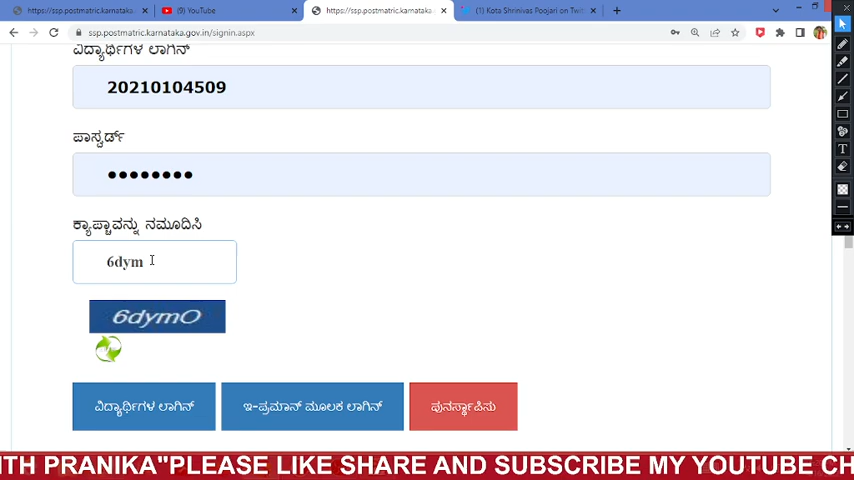 https://ssp.postmatric.karnataka.g
(9) YouTube
https://ssp.postmatric.karnataka.
(1) Kota Shrinivas Poojari on Twit
ssp.postmatric.karnataka.gov.in/signin.aspx
ವಿದ್ಯಾರ್ಥಿಗಳ ಲಾಗಿನ್
20210104509
ಪಾಸ್ವರ್ಡ್
ಕ್ಯಾಪ್ಚಾವನ್ನು ನಮೂದಿಸಿ
6dym
6dymO
ವಿದ್ಯಾರ್ಥಿಗಳ ಲಾಗಿನ್ ಇ-ಪ್ರಮಾನ್ ಮೂಲಕ ಲಾಗಿನ್ ಪುನರ್ಸ್ಥಾಪಿಸು
ITH PRANIKA"PLEASE LIKE SHARE AND SUBSCRIBE MY YOUTUBE CH